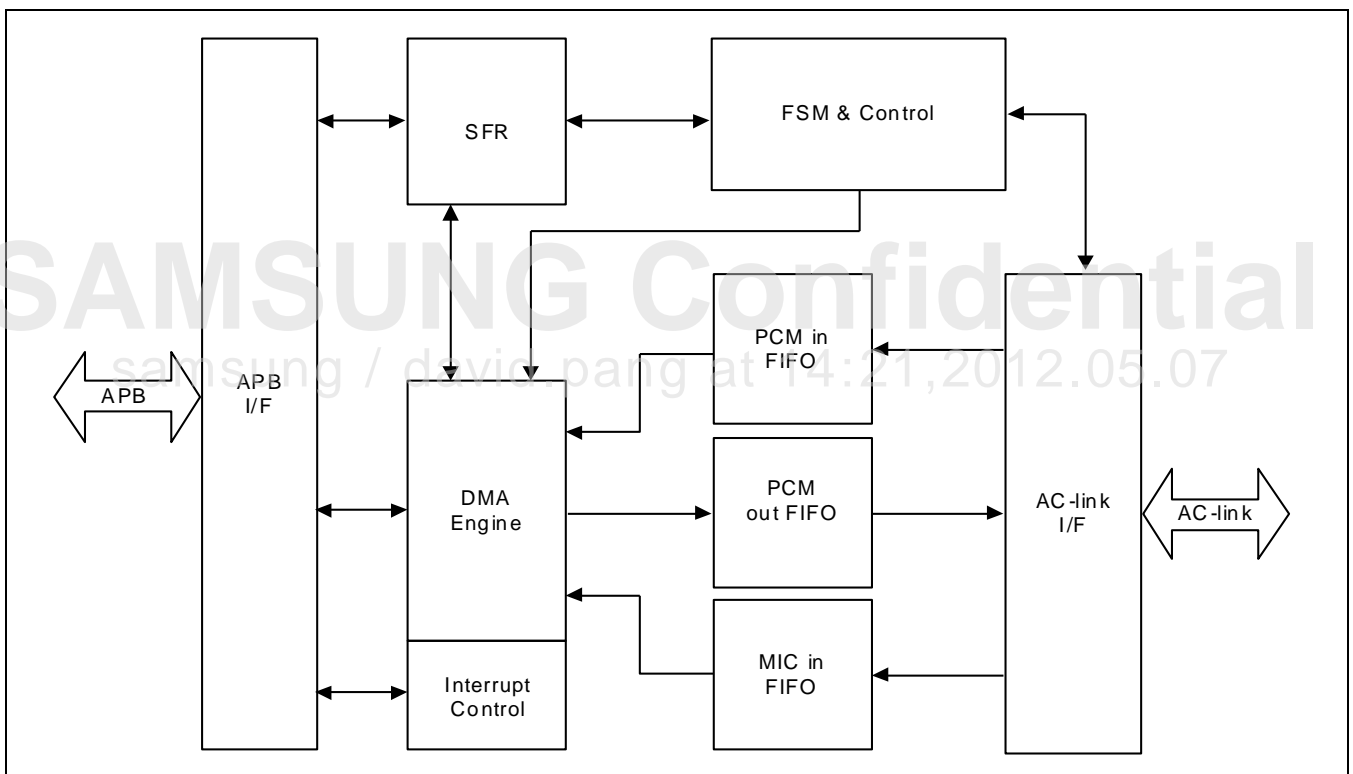 SFR
FSM & Control
SAMSUNG Confidential
samsung / david.pang at 14:21,2012.05.07
PCM in
FIFO
APB
APB
I/F
DMA
Engine
PCM
out FIFO
AC-link
I/F
AC-link
MIC in
FIFO
Interrupt
Control